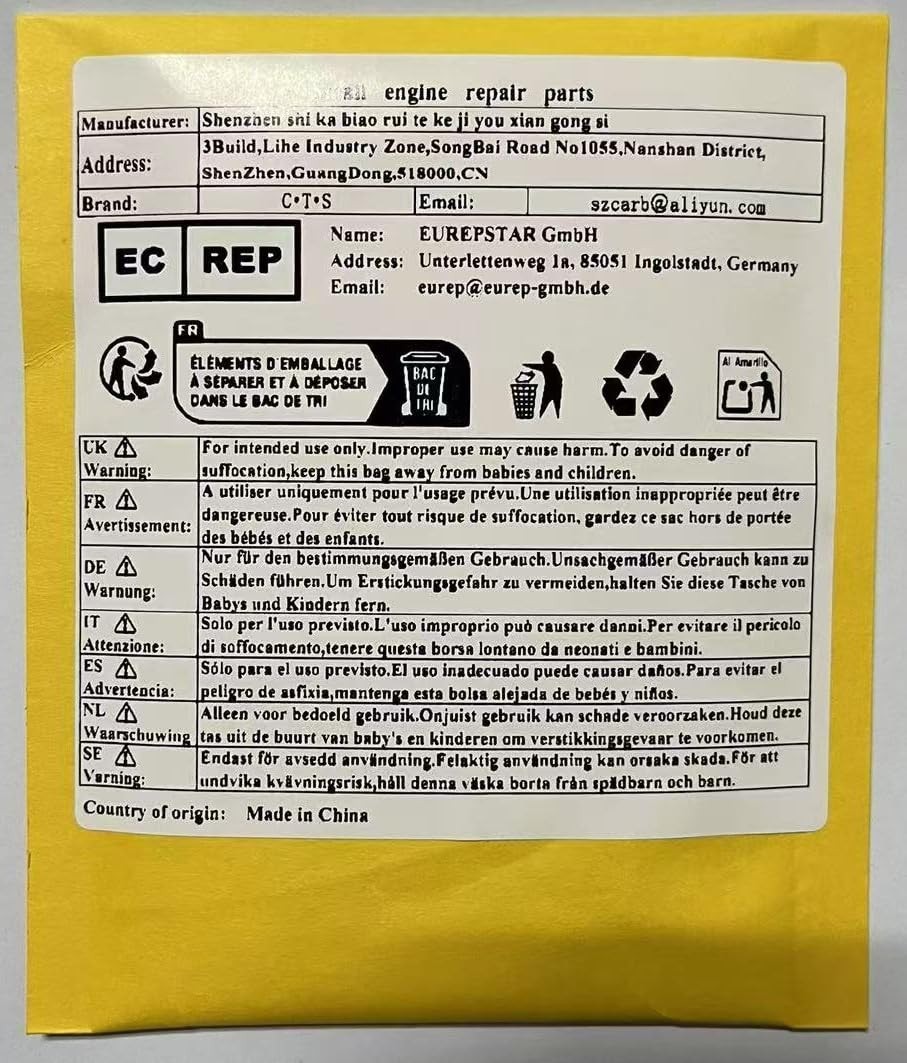 engine repair parts
Manufacturer: Shenzhen shi ka biao rui te ke ji you xian gong si
Address: 3Build,Lihe Industry Zone,SongBai Road No1055,Nanshan District,
ShenZhen,GuangDong,518000,CN
Brand: C•T•S Email: szcarb@aliyun.com
EC REP
Name: EUREPSTAR GmbH
Address: Unterlettenweg 1a, 85051 Ingolstadt, Germany
Email: eurep@eurep-gmbh.de
FR
ÉLÉMENTS D'EMBALLAGE
À SÉPARER ET À DÉPOSER
DANS LE BAC DE TRI
BAC
DE
TRI
Al Amarillo
UK Warning: For intended use only.Improper use may cause harm.To avoid danger of
suffocation,keep this bag away from babies and children.
FR Avertissement: A utiliser uniquement pour l'usage prévu.Une utilisation inappropriée peut être
dangereuse.Pour éviter tout risque de suffocation, gardez ce sac hors de portée
des bébés et des enfants.
DE Warnung: Nur für den bestimmungsgemäßen Gebrauch.Unsachgemäßer Gebrauch kann zu
Schäden führen.Um Erstickungsgefahr zu vermeiden,halten Sie diese Tasche von
Babys und Kindern fern.
IT Attenzione: Solo per l'uso previsto.L'uso improprio può causare danni.Per evitare il pericolo
di soffocamento,tenere questa borsa lontano da neonati e bambini.
ES Advertencia: Sólo para el uso previsto.El uso inadecuado puede causar daños.Para evitar el
peligro de asfixia,mantenga esta bolsa alejada de bebés y niños.
NL Waarschuwing Alleen voor bedoeld gebruik.Onjuist gebruik kan schade veroorzaken.Houd deze
tas uit de buurt van baby's en kinderen om verstikkingsgevaar te voorkomen.
SE Varning: Endast för avsedd användning.Felaktig användning kan orsaka skada.För att
undvika kvävningsrisk,håll denna väska borta från spädbarn och barn.
Country of origin: Made in China